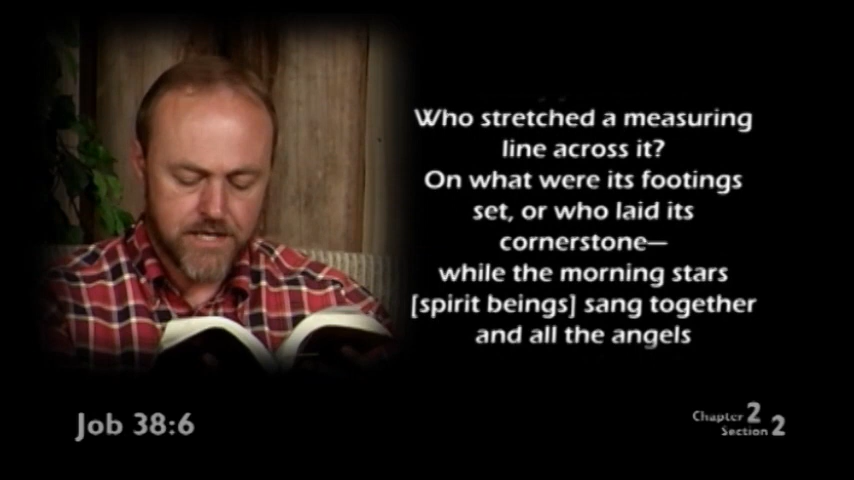 Who stretched a measuring
line across it?
On what were its footings
set, or who laid its
cornerstone—
while the morning stars
[spirit beings] sang together
and all the angels
Job 38:6
Chapter 2
Section 2